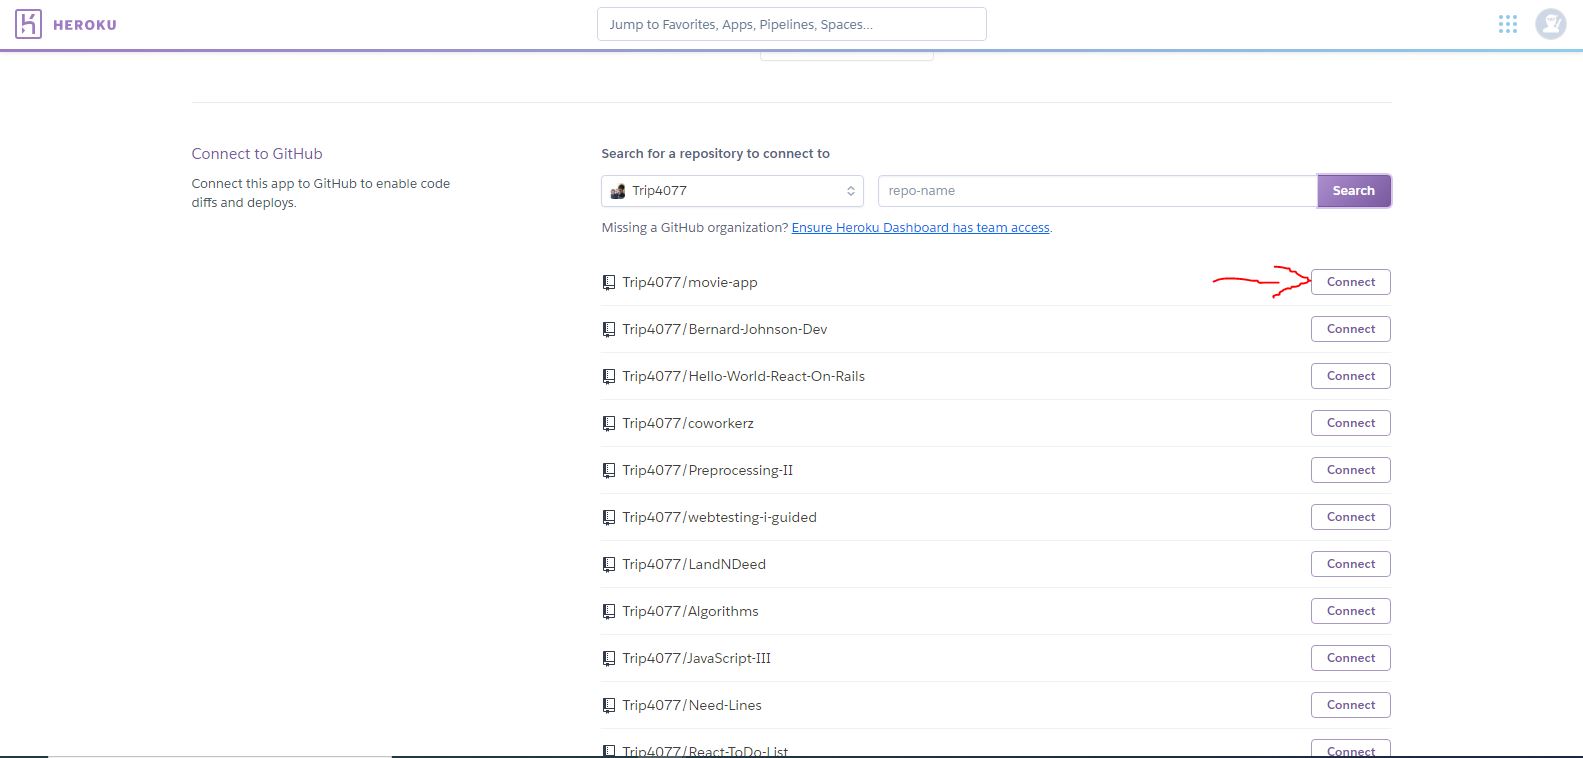 HEROKU
Jump to Favorites, Apps, Pipelines, Spaces...
Connect to GitHub
Connect this app to GitHub to enable code
diffs and deploys.
Search for a repository to connect to
Trip4077
repo-name
Search
Missing a GitHub organization? Ensure Heroku Dashboard has team access.
Trip4077/movie-app Connect
Trip4077/Bernard-Johnson-Dev Connect
Trip4077/Hello-World-React-On-Rails Connect
Trip4077/coworkerz Connect
Trip4077/Preprocessing-II Connect
Trip4077/webtesting-i-guided Connect
Trip4077/LandNDeed Connect
Trip4077/Algorithms Connect
Trip4077/JavaScript-III Connect
Trip4077/Need-Lines Connect
Trip4077/React-ToDo-List Connect